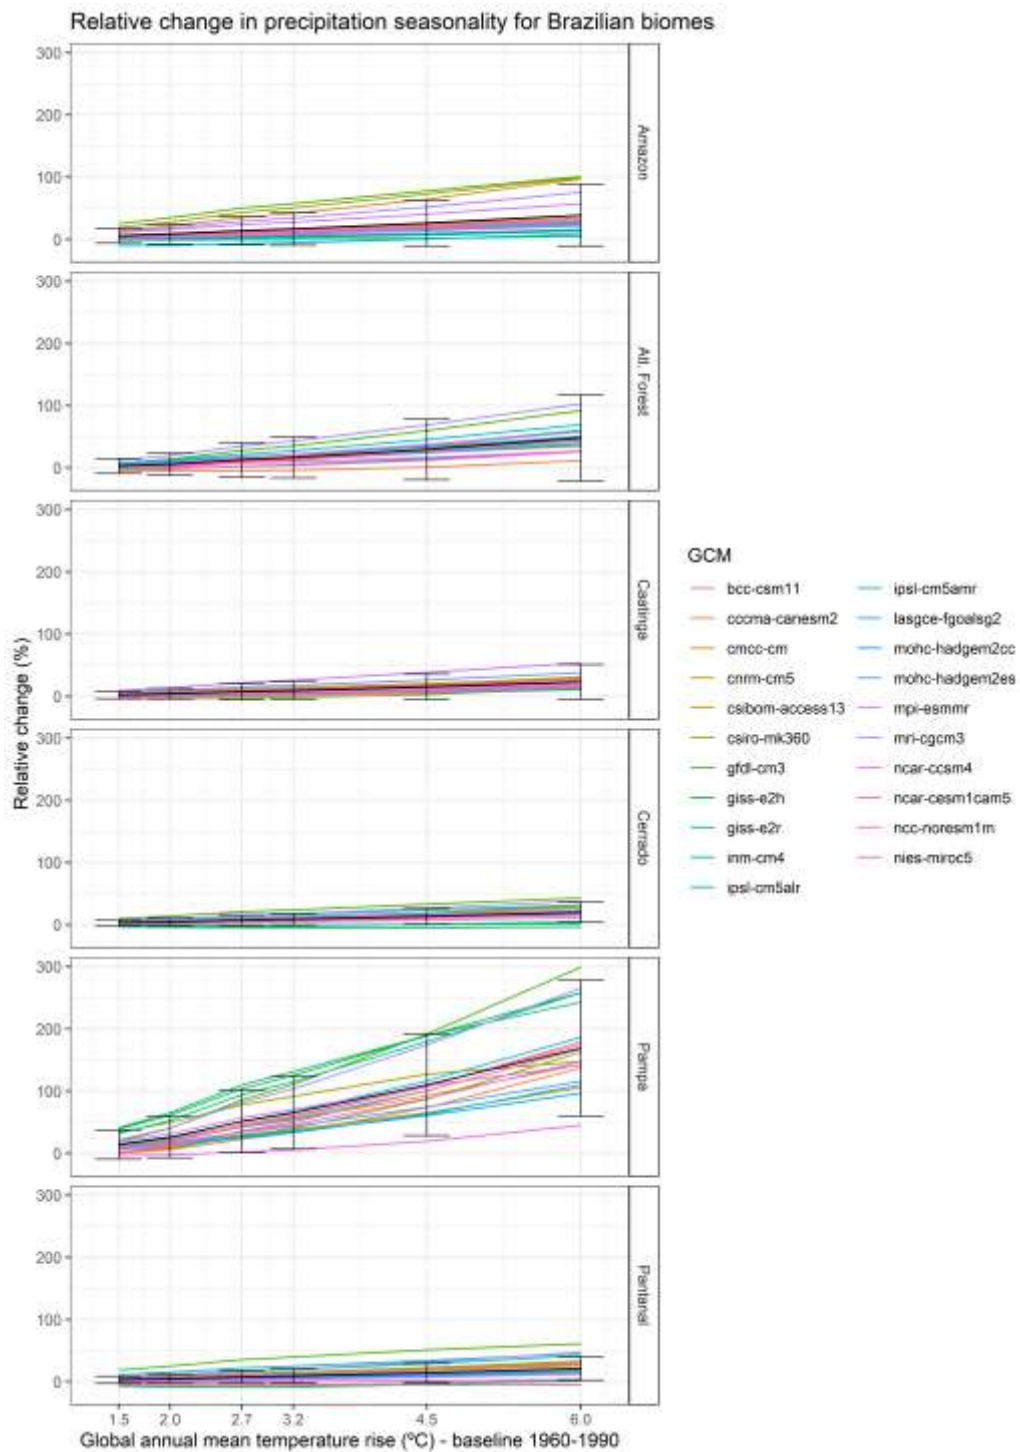 Relative change in precipitation seasonality for Brazilian biomes
300
200
100
0
Amazon
300
200
100
0
Atl. Forest
300
200
100
0
Caatinga
300
200
100
0
Cerrado
300
200
100
0
Pampa
300
200
100
0
Pantanal
Relative change (%)
1.5 2.0 2.7 3.2 4.5 6.0
Global annual mean temperature rise (ºC) - baseline 1960-1990
GCM
bcc-csm11
cccma-canesm2
cmcc-cm
cnrm-cm5
csibom-access13
csiro-mk360
gfdl-cm3
giss-e2h
giss-e2r
inm-cm4
ipsl-cm5alr
ipsl-cm5amr
lasgce-fgoalsg2
mohc-hadgem2cc
mohc-hadgem2es
mpi-esmmr
mri-cgcm3
ncar-ccsm4
ncar-cesm1cam5
ncc-noresm1m
nies-miroc5